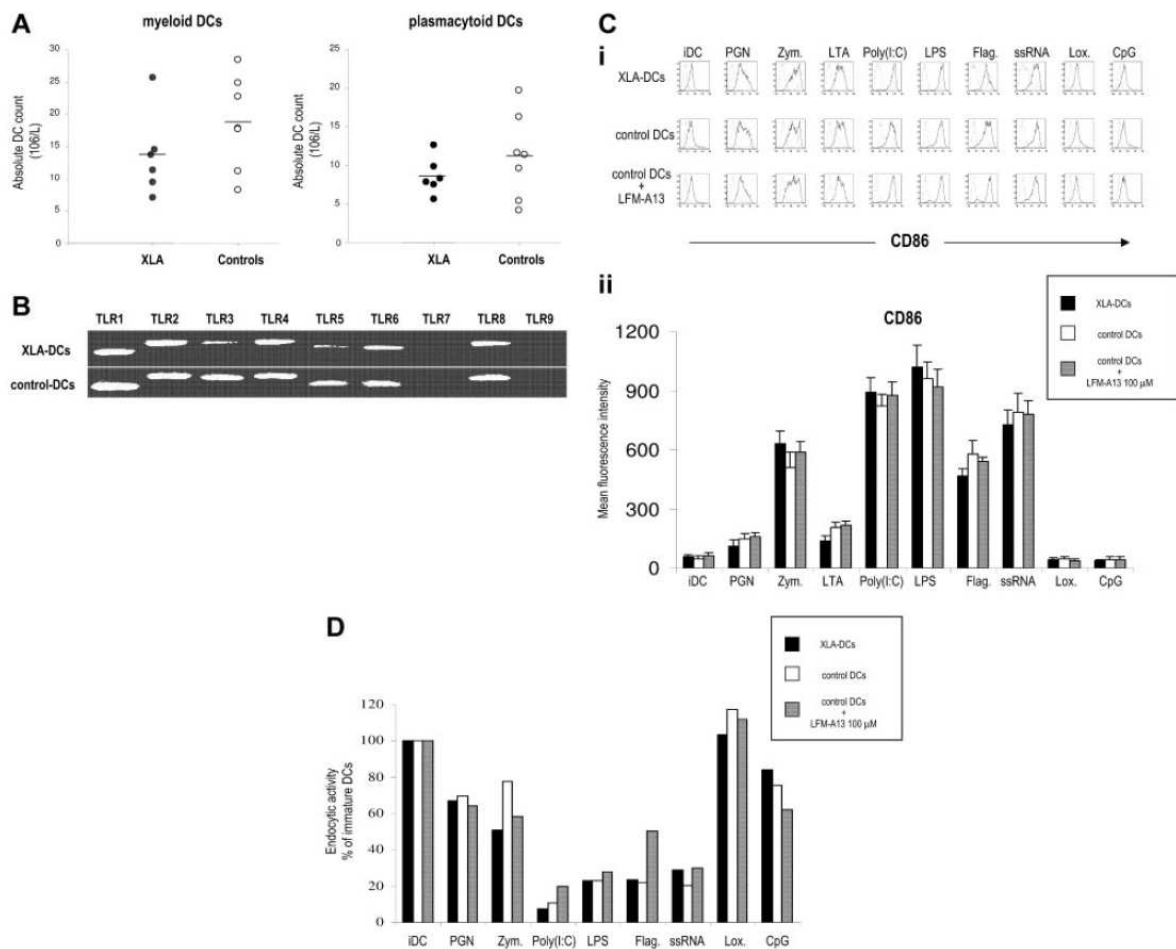 A
myeloid DCs
plasmacytoid DCs
Absolute DC count
(106/L)
30
25
20
15
10
5
0
XLA
Controls
Absolute DC count
(106/L)
25
20
15
10
5
0
XLA
Controls
B
TLR1 TLR2 TLR3 TLR4 TLR5 TLR6 TLR7 TLR8 TLR9
XLA-DCs
control-DCs
C
i
iDC PGN Zym. LTA Poly(I:C) LPS Flag. ssRNA Lox. CpG
XLA-DCs
control DCs
control DCs
+
LFM-A13
CD86
ii
CD86
XLA-DCs
control DCs
control DCs
+
LFM-A13 100 µM
Mean fluorescence intensity
1200
900
600
300
0
iDC PGN Zym. LTA Poly(I:C) LPS Flag. ssRNA Lox. CpG
D
XLA-DCs
control DCs
control DCs
+
LFM-A13 100 µM
Endocytic activity
% of immature DCs
120
100
80
60
40
20
0
iDC PGN Zym. Poly(I:C) LPS Flag. ssRNA Lox. CpG